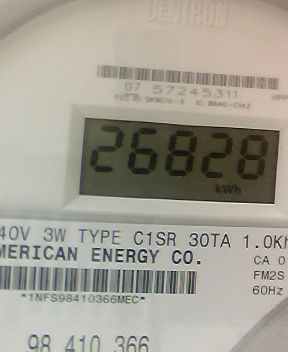 CENTRON
07 57245311
26828
kWh
40V 3W TYPE C1SR 30TA 1.0Kh
MERICAN ENERGY CO.
CA 0
FM2S
60Hz
*1NFS98410366MEC*
98 410 366